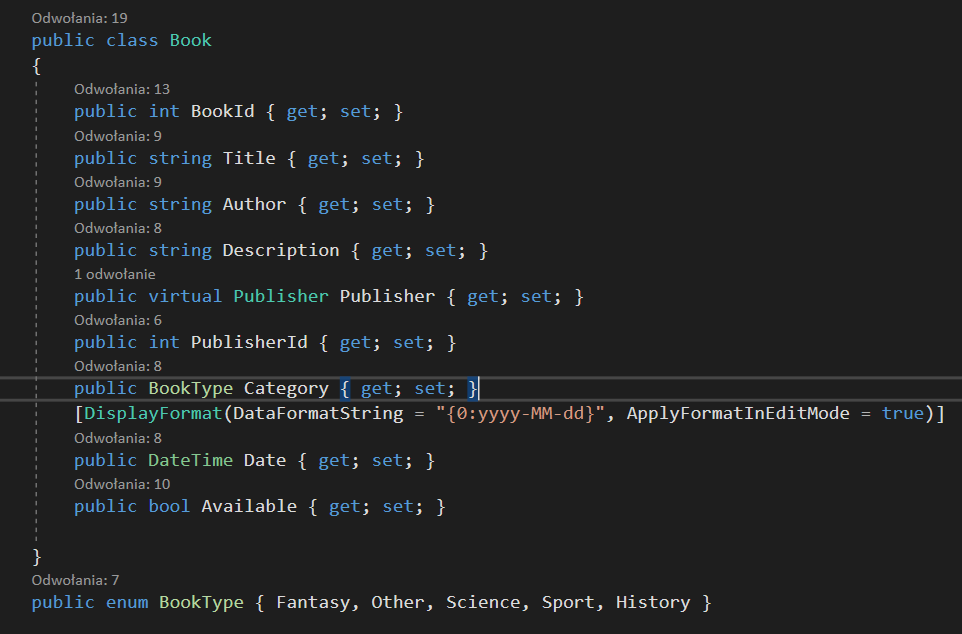 Odwołania: 19
public class Book
{
Odwołania: 13
public int BookId { get; set; }
Odwołania: 9
public string Title { get; set; }
Odwołania: 9
public string Author { get; set; }
Odwołania: 8
public string Description { get; set; }
1 odwołanie
public virtual Publisher Publisher { get; set; }
Odwołania: 6
public int PublisherId { get; set; }
Odwołania: 8
public BookType Category { get; set; }
[DisplayFormat(DataFormatString = "{0:yyyy-MM-dd}", ApplyFormatInEditMode = true)]
Odwołania: 8
public DateTime Date { get; set; }
Odwołania: 10
public bool Available { get; set; }
}
Odwołania: 7
public enum BookType { Fantasy, Other, Science, Sport, History }